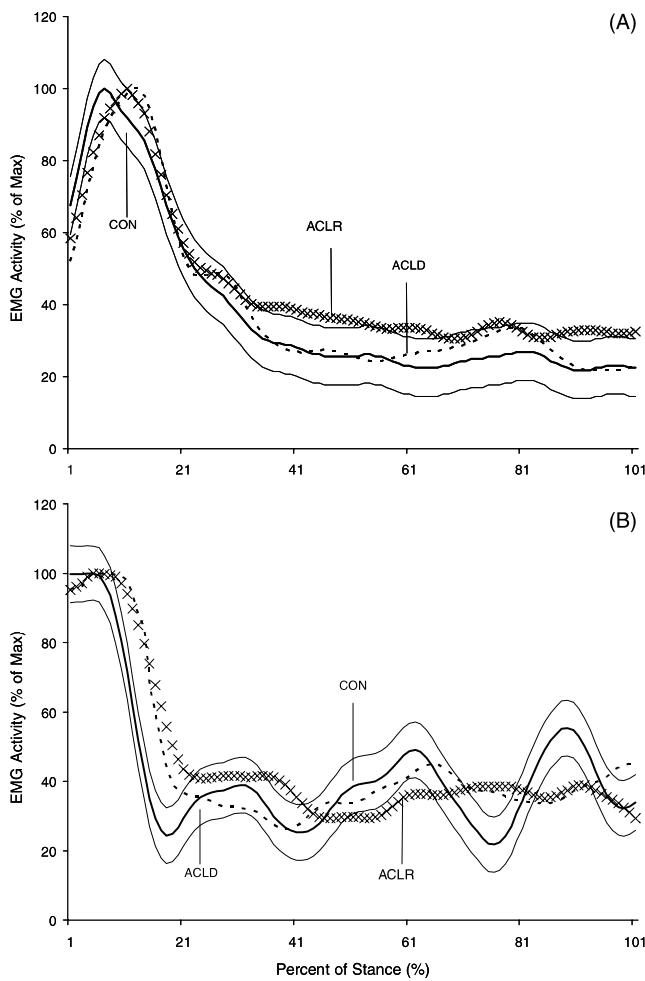 (A)
EMG Activity (% of Max)
120
100
80
60
40
20
0
CON
ACLR
ACLD
1 21 41 61 81 101
(B)
EMG Activity (% of Max)
120
100
80
60
40
20
0
CON
ACLD
ACLR
1 21 41 61 81 101
Percent of Stance (%)